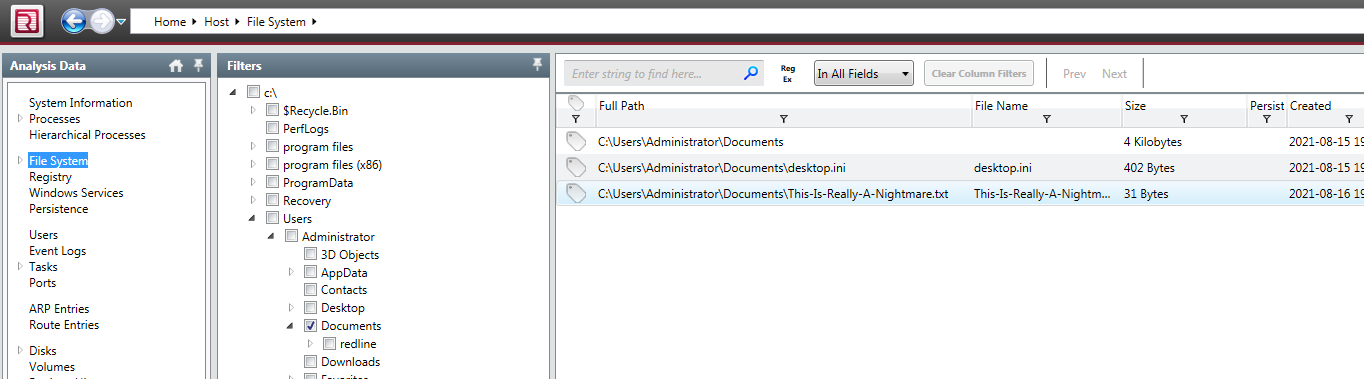 Home ▸ Host ▸ File System ▸
Analysis Data
System Information
Processes
Hierarchical Processes
File System
Registry
Windows Services
Persistence
Users
Event Logs
Tasks
Ports
ARP Entries
Route Entries
Disks
Volumes
Filters
c:\
$Recycle.Bin
PerfLogs
program files
program files (x86)
ProgramData
Recovery
Users
Administrator
3D Objects
AppData
Contacts
Desktop
Documents
redline
Downloads
Favorites
Enter string to find here... Reg Ex In All Fields Clear Column Filters Prev Next
Full Path File Name Size Persist Created
C:\Users\Administrator\Documents 4 Kilobytes 2021-08-15 19
C:\Users\Administrator\Documents\desktop.ini desktop.ini 402 Bytes 2021-08-15 19
C:\Users\Administrator\Documents\This-Is-Really-A-Nightmare.txt This-Is-Really-A-Nightm... 31 Bytes 2021-08-16 19